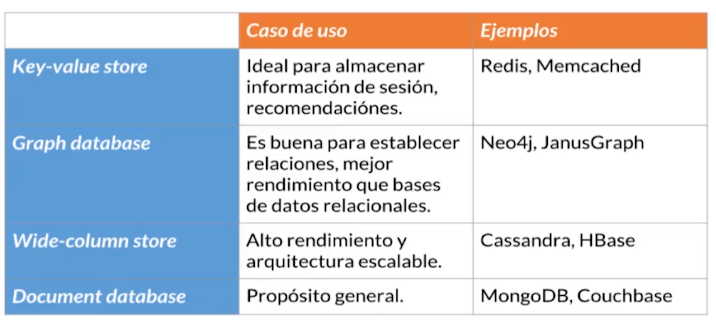 Caso de uso
Ejemplos
Key-value store
Ideal para almacenar
información de sesión,
recomendaciónes.
Redis, Memcached
Graph database
Es buena para establecer
relaciones, mejor
rendimiento que bases
de datos relacionales.
Neo4j, JanusGraph
Wide-column store
Alto rendimiento y
arquitectura escalable.
Cassandra, HBase
Document database
Propósito general.
MongoDB, Couchbase